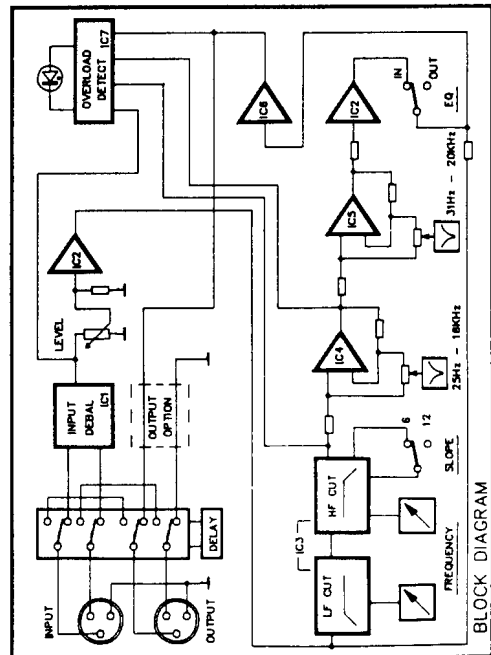 INPUT
OUTPUT
DELAY
INPUT
DEBAL
IC1
OUTPUT
OPTION
LEVEL
IC2
OVERLOAD
DETECT
IC7
LF CUT
IC3
HF CUT
FREQUENCY
6
12
SLOPE
IC4
25Hz - 18KHz
IC5
31Hz - 20KHz
IC6
IC2
IN
OUT
EQ
BLOCK DIAGRAM